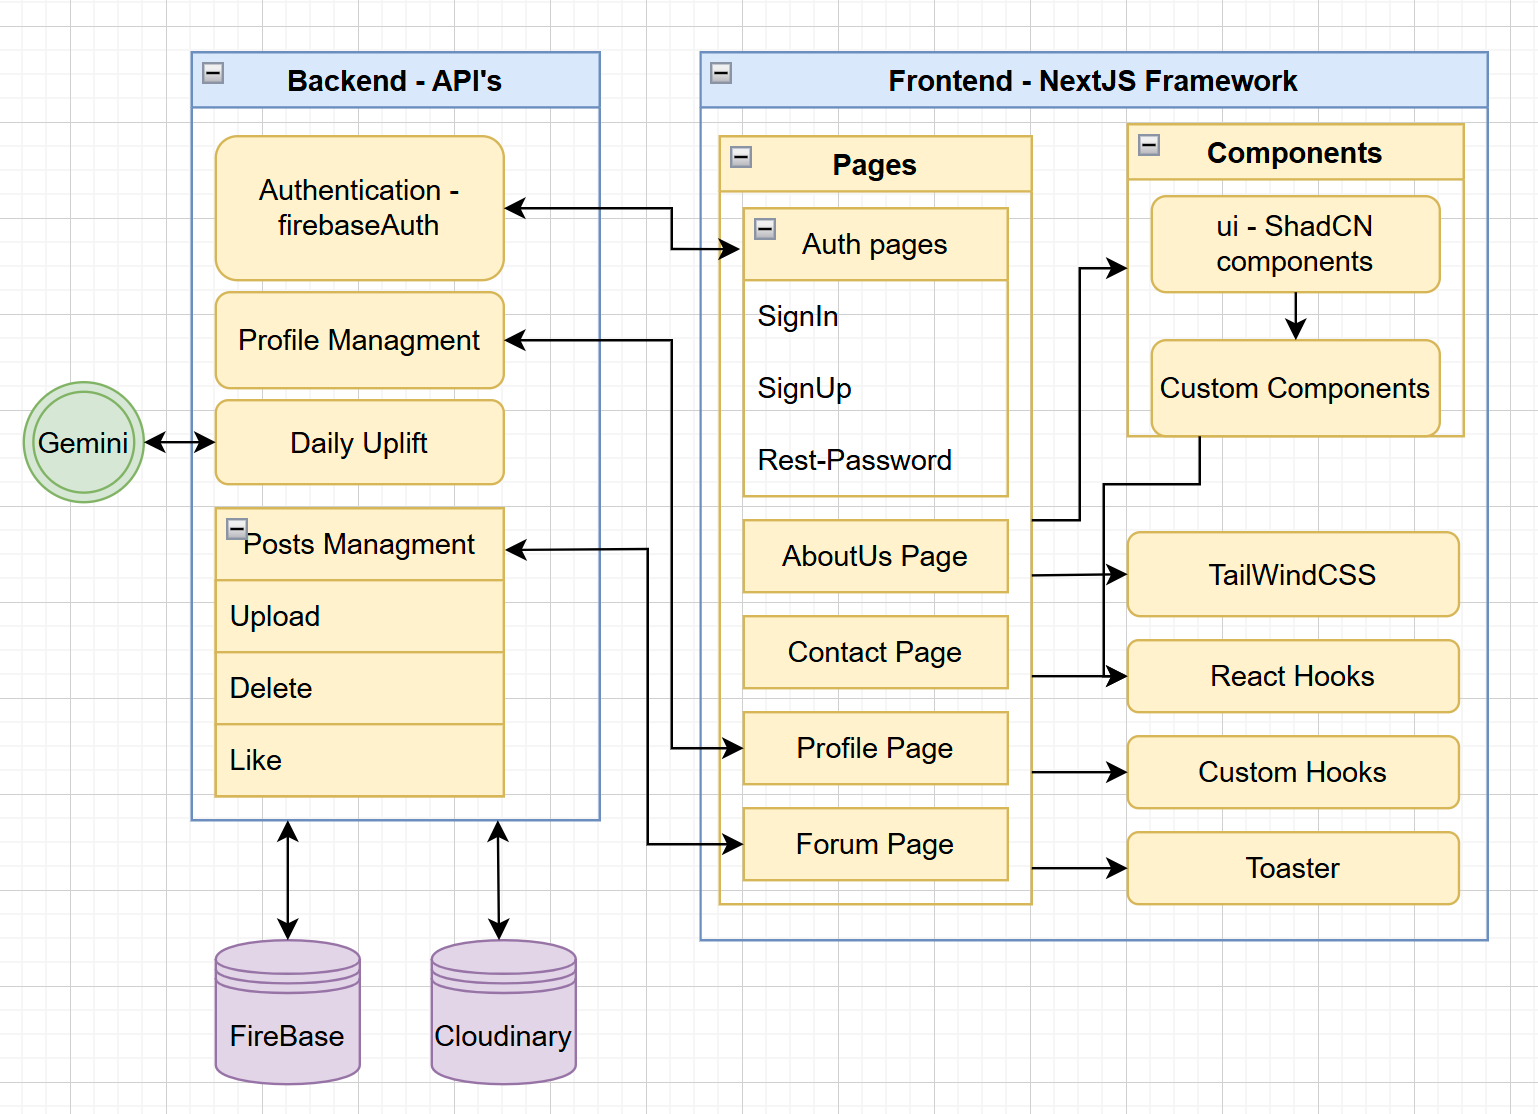 Backend - API's
Authentication -
firebaseAuth
Profile Managment
Gemini
Daily Uplift
Posts Managment
Upload
Delete
Like
FireBase
Cloudinary
Frontend - NextJS Framework
Pages
Auth pages
SignIn
SignUp
Rest-Password
AboutUs Page
Contact Page
Profile Page
Forum Page
Components
ui - ShadCN
components
Custom Components
TailWindCSS
React Hooks
Custom Hooks
Toaster